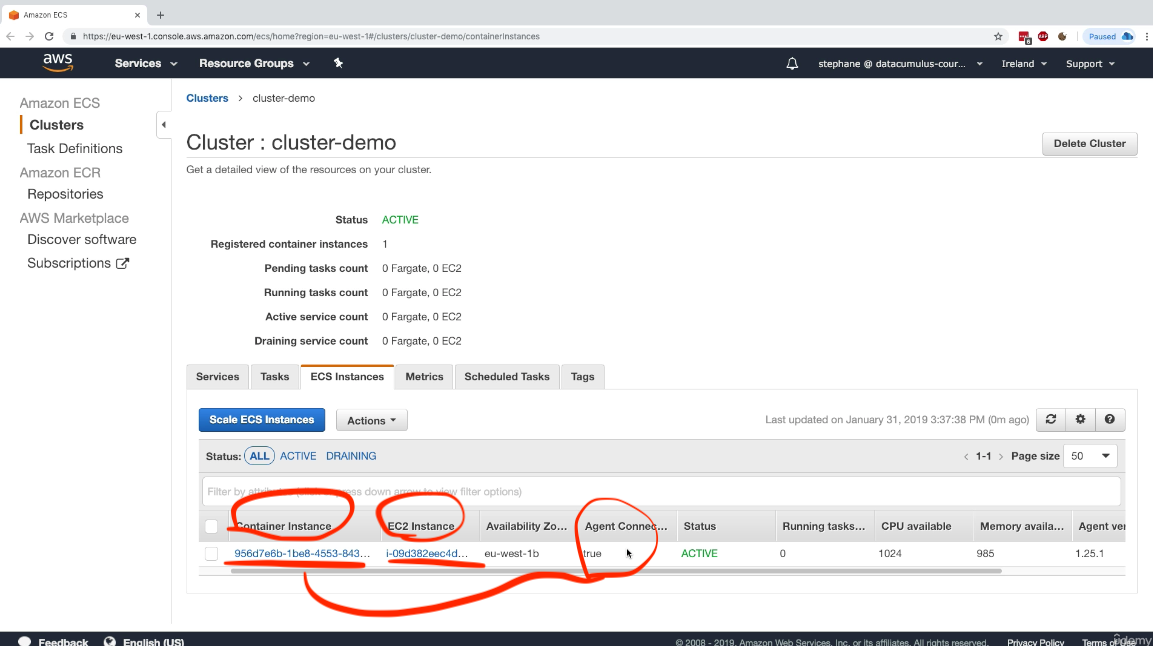 Amazon ECS
https://eu-west-1.console.aws.amazon.com/ecs/home?region=eu-west-1#/clusters/cluster-demo/containerInstances
Paused
aws Services Resource Groups stephane @ datacumulus-cour... Ireland Support
Amazon ECS
Clusters
Task Definitions
Amazon ECR
Repositories
AWS Marketplace
Discover software
Subscriptions
Clusters > cluster-demo
Cluster : cluster-demo
Delete Cluster
Get a detailed view of the resources on your cluster.
Status ACTIVE
Registered container instances 1
Pending tasks count 0 Fargate, 0 EC2
Running tasks count 0 Fargate, 0 EC2
Active service count 0 Fargate, 0 EC2
Draining service count 0 Fargate, 0 EC2
Services Tasks ECS Instances Metrics Scheduled Tasks Tags
Scale ECS Instances Actions Last updated on January 31, 2019 3:37:38 PM (0m ago)
Status: ALL ACTIVE DRAINING < 1-1 > Page size 50
Filter by press down arrow to view filter options)
Container Instance EC2 Instance Availability Zo... Agent Connec... Status Running tasks... CPU available Memory availa... Agent ver
956d7e6b-1be8-4553-843... i-09d382eec4d... eu-west-1b true ACTIVE 0 1024 985 1.25.1
Feedback English (US) © 2008 - 2019, Amazon Web Services, Inc. or its affiliates. All rights reserved. Privacy Policy Terms of Use
udemy